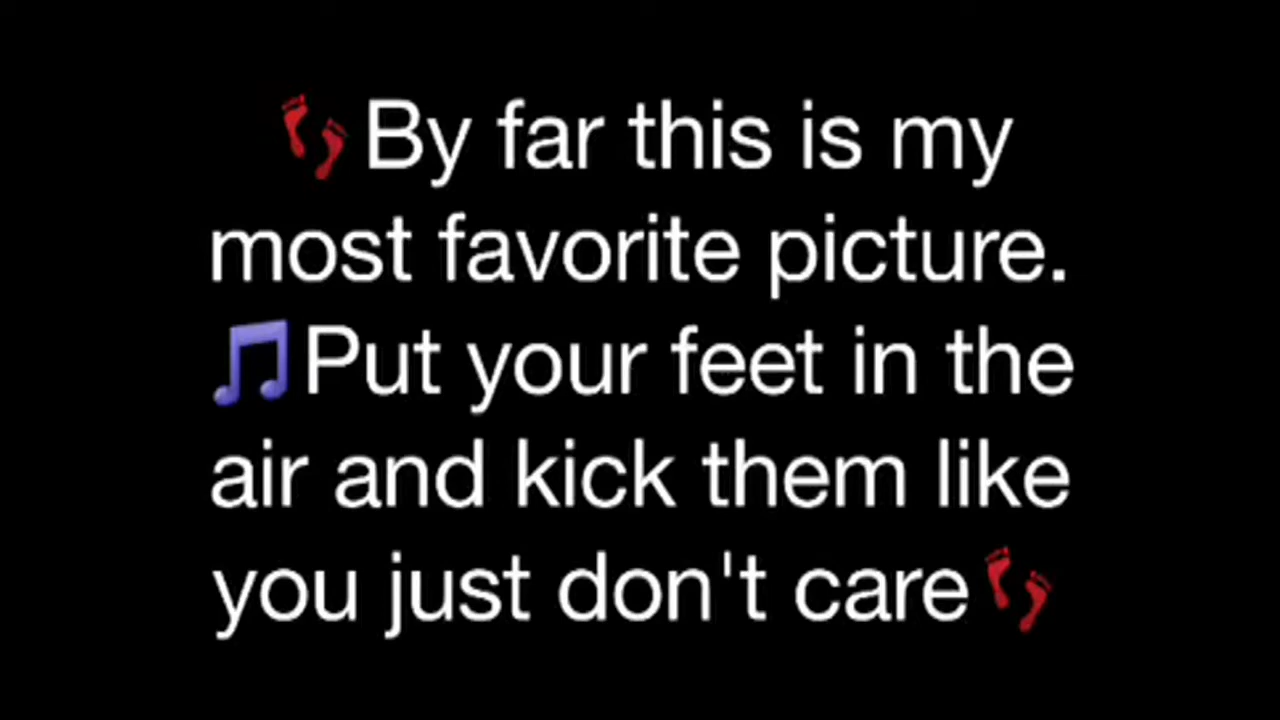 👣By far this is my
most favorite picture.
🎵Put your feet in the
air and kick them like
you just don't care👣